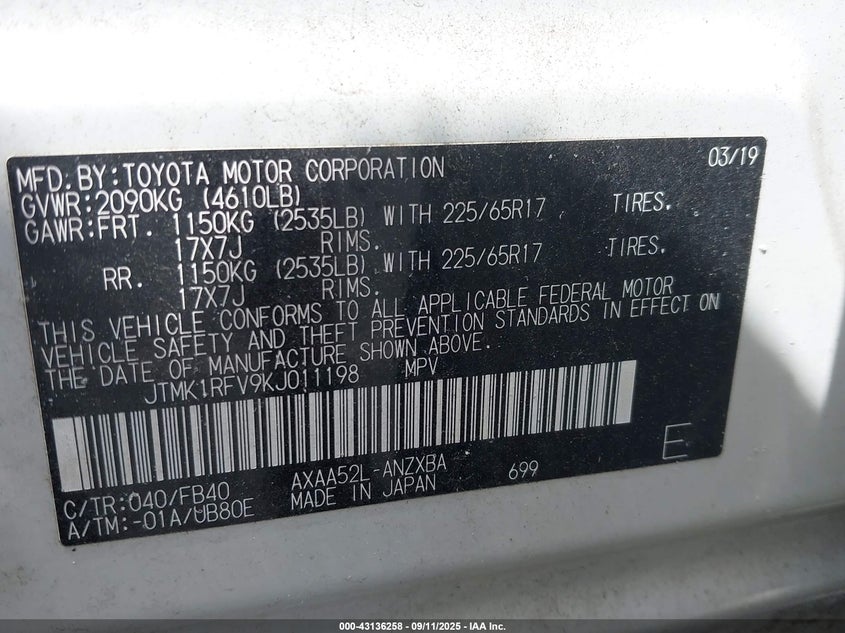 MFD.BY:TOYOTA MOTOR CORPORATION 03/19
GVWR:2090KG (4610LB)
GAWR:FRT. 1150KG (2535LB) WITH 225/65R17 TIRES.
17X7J RIMS.
RR. 1150KG (2535LB) WITH 225/65R17 TIRES.
17X7J RIMS.
THIS VEHICLE CONFORMS TO ALL APPLICABLE FEDERAL MOTOR
VEHICLE SAFETY AND THEFT PREVENTION STANDARDS IN EFFECT ON
THE DATE OF MANUFACTURE SHOWN ABOVE.
JTMK1RFV9KJ011198 MPV
C/TR:040/FB40 AXAA52L-ANZXBA 699 E
A/TM:-01A/UB80E MADE IN JAPAN
000-43136258 - 09/11/2025 - IAA Inc.